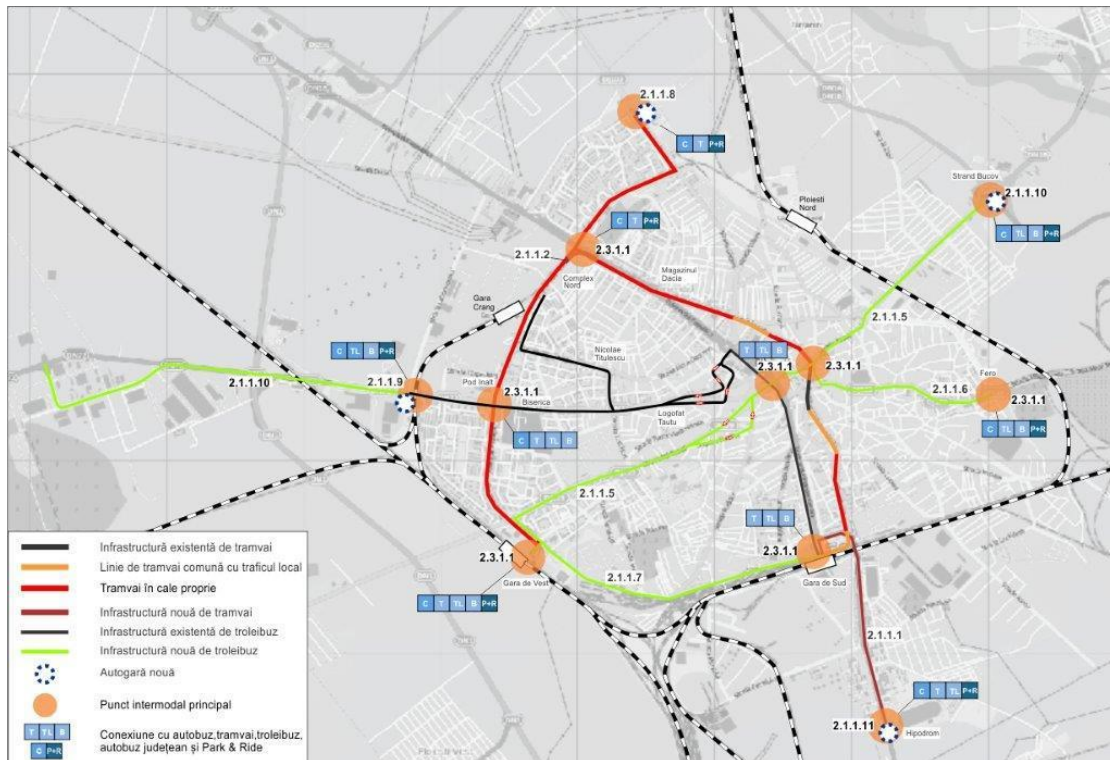 2.1.1.8
C T P+R
Strand Bucov
2.1.1.10
C TL B P+R
Ploiesti
Nord
C T P+R
2.3.1.1
2.1.1.2
Complex
Nord
Magazinul
Dacia
Gara
Crang
2.1.1.5
Nicolae
Titulescu
T TL B
2.3.1.1
2.3.1.1
C TL B P+R
2.1.1.10
2.1.1.9
Pod Inalt
2.3.1.1
Biserica
Logofat
Tautu
Fero
2.1.1.6
2.3.1.1
C TL B P+R
C T TL B
2.1.1.5
T TL B
2.3.1.1
2.3.1.1
Gara de Vest
2.1.1.7
Gara de Sud
C T TL B P+R
2.1.1.1
C T TL P+R
2.1.1.11
Hipodrom
Infrastructură existentă de tramvai
Linie de tramvai comună cu traficul local
Tramvai în cale proprie
Infrastructură nouă de tramvai
Infrastructură existentă de troleibuz
Infrastructură nouă de troleibuz
Autogară nouă
Punct intermodal principal
T TL B
C P+R
Conexiune cu autobuz,tramvai,troleibuz,
autobuz județean și Park & Ride